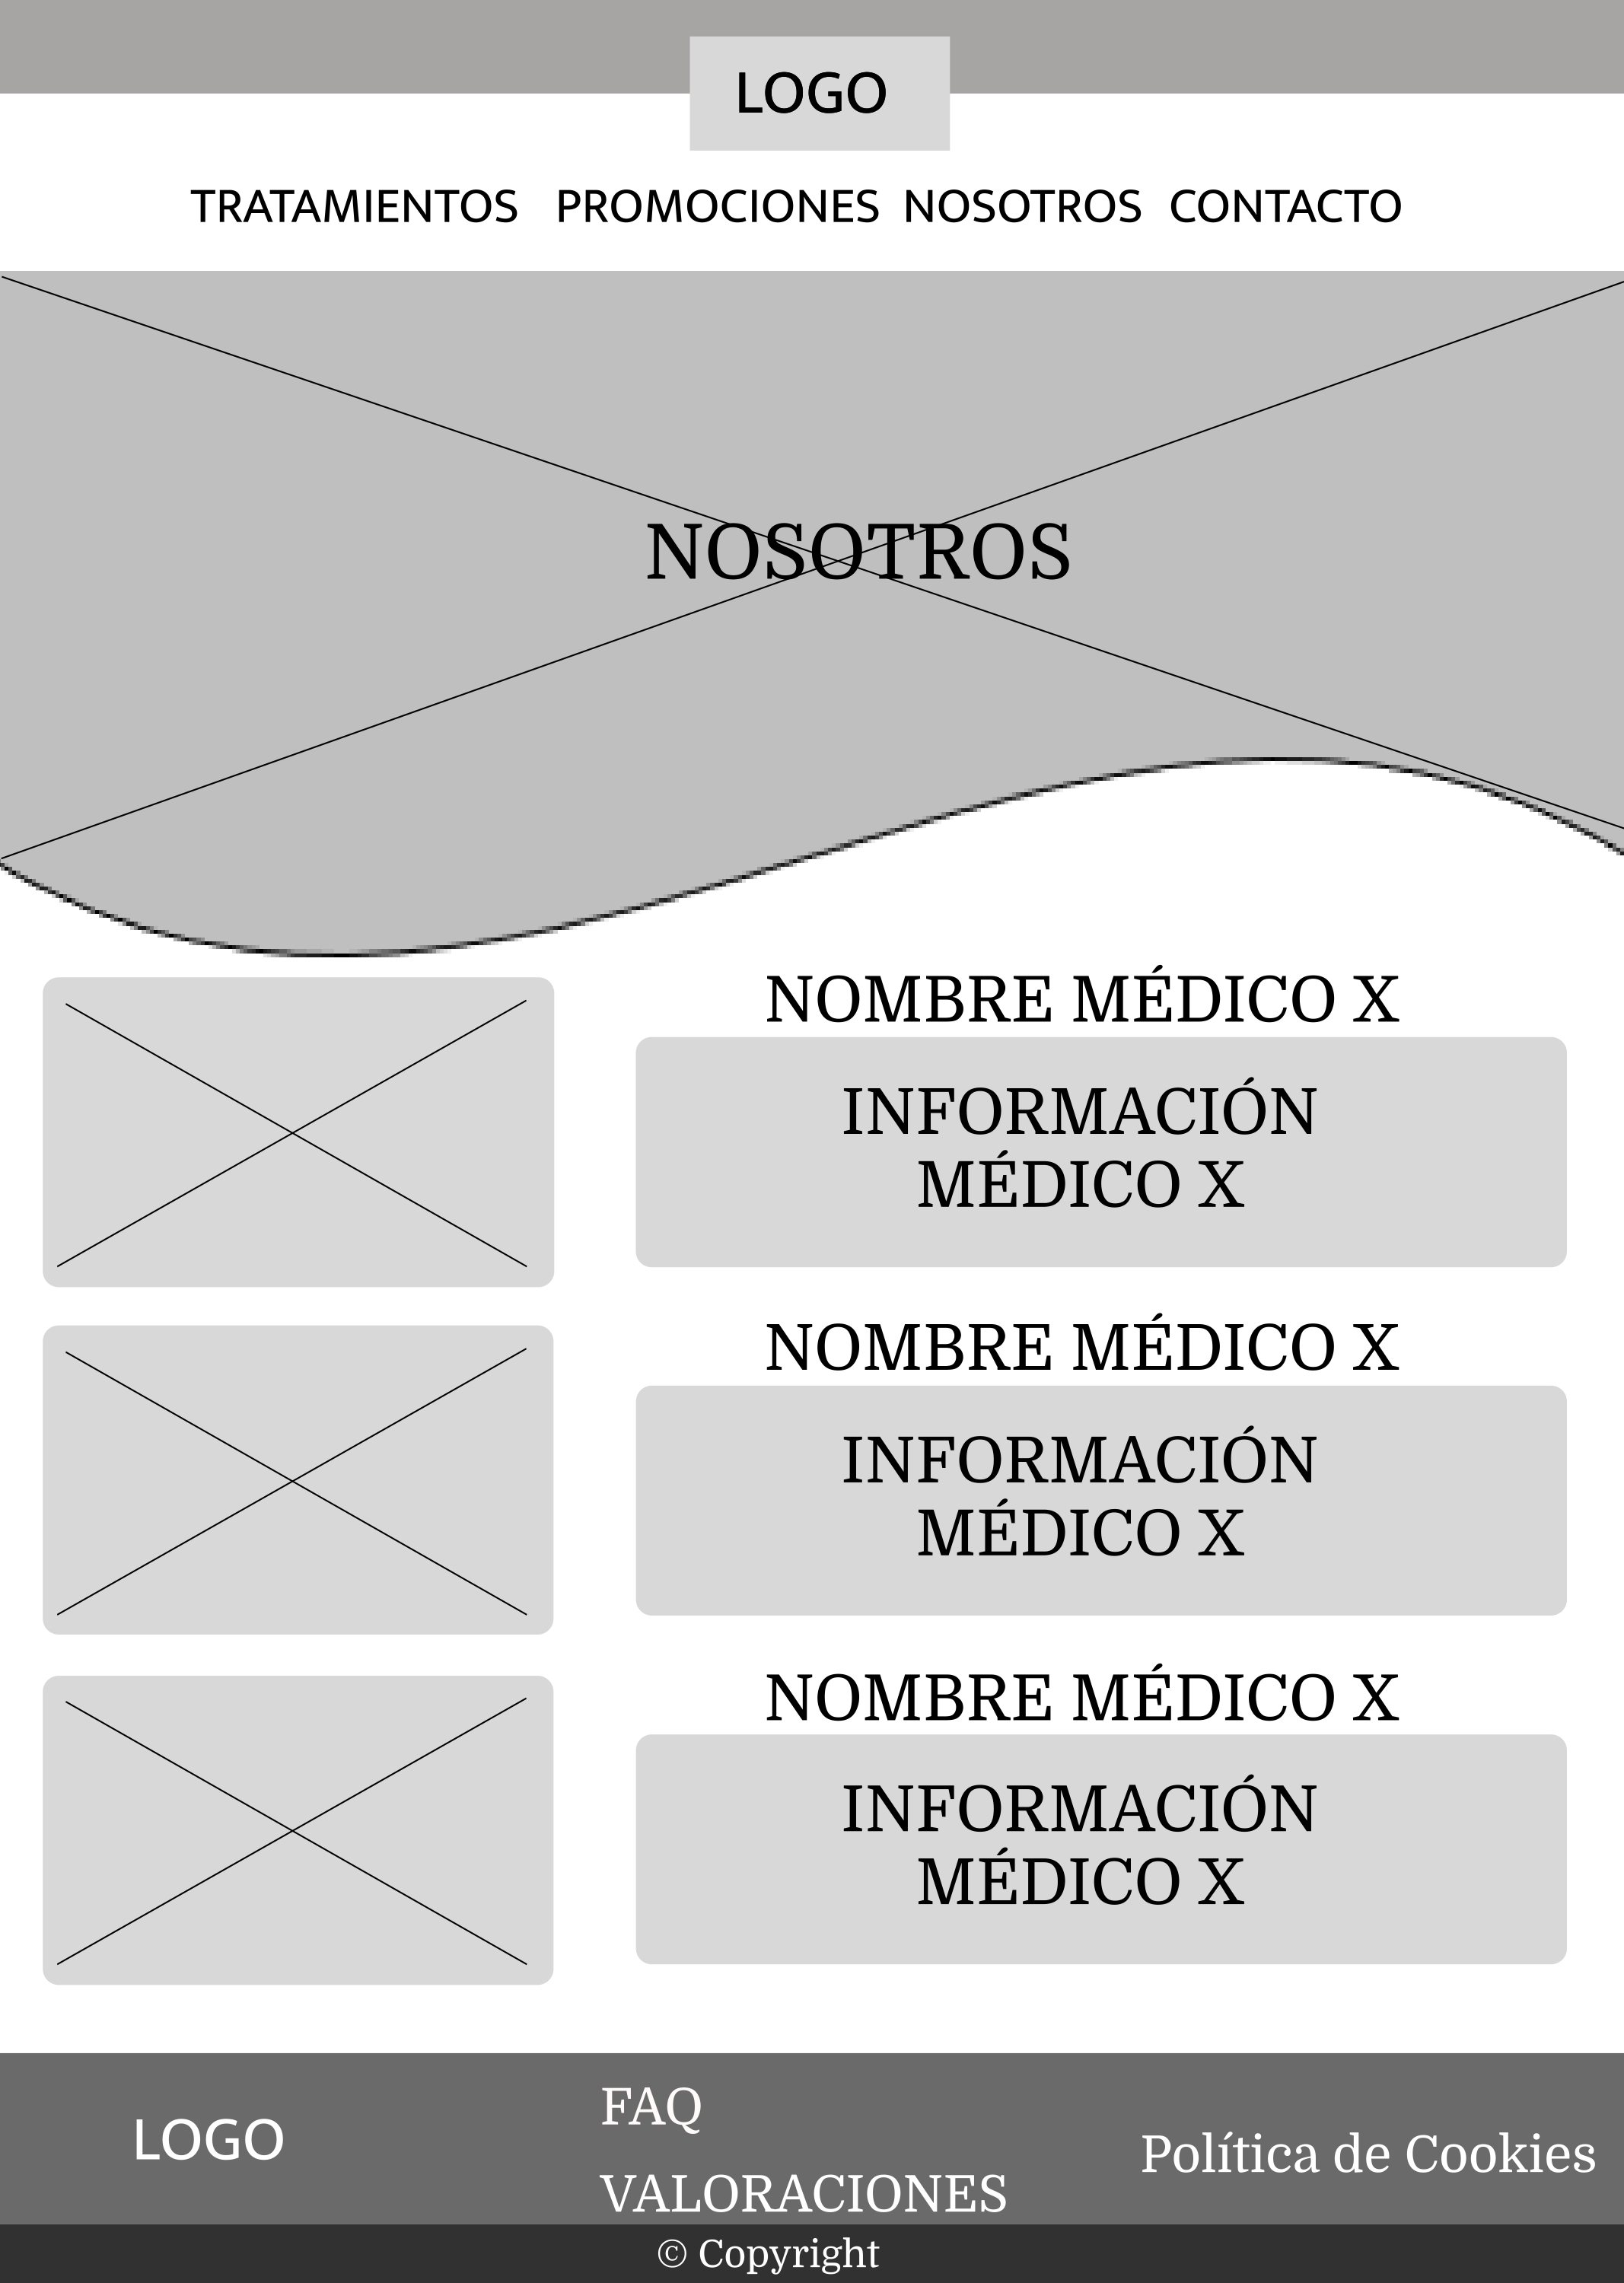 LOGO
TRATAMIENTOS PROMOCIONES NOSOTROS CONTACTO
NOSOTROS
NOMBRE MÉDICO X
INFORMACIÓN
MÉDICO X
NOMBRE MÉDICO X
INFORMACIÓN
MÉDICO X
NOMBRE MÉDICO X
INFORMACIÓN
MÉDICO X
LOGO
FAQ
VALORACIONES
Política de Cookies
© Copyright